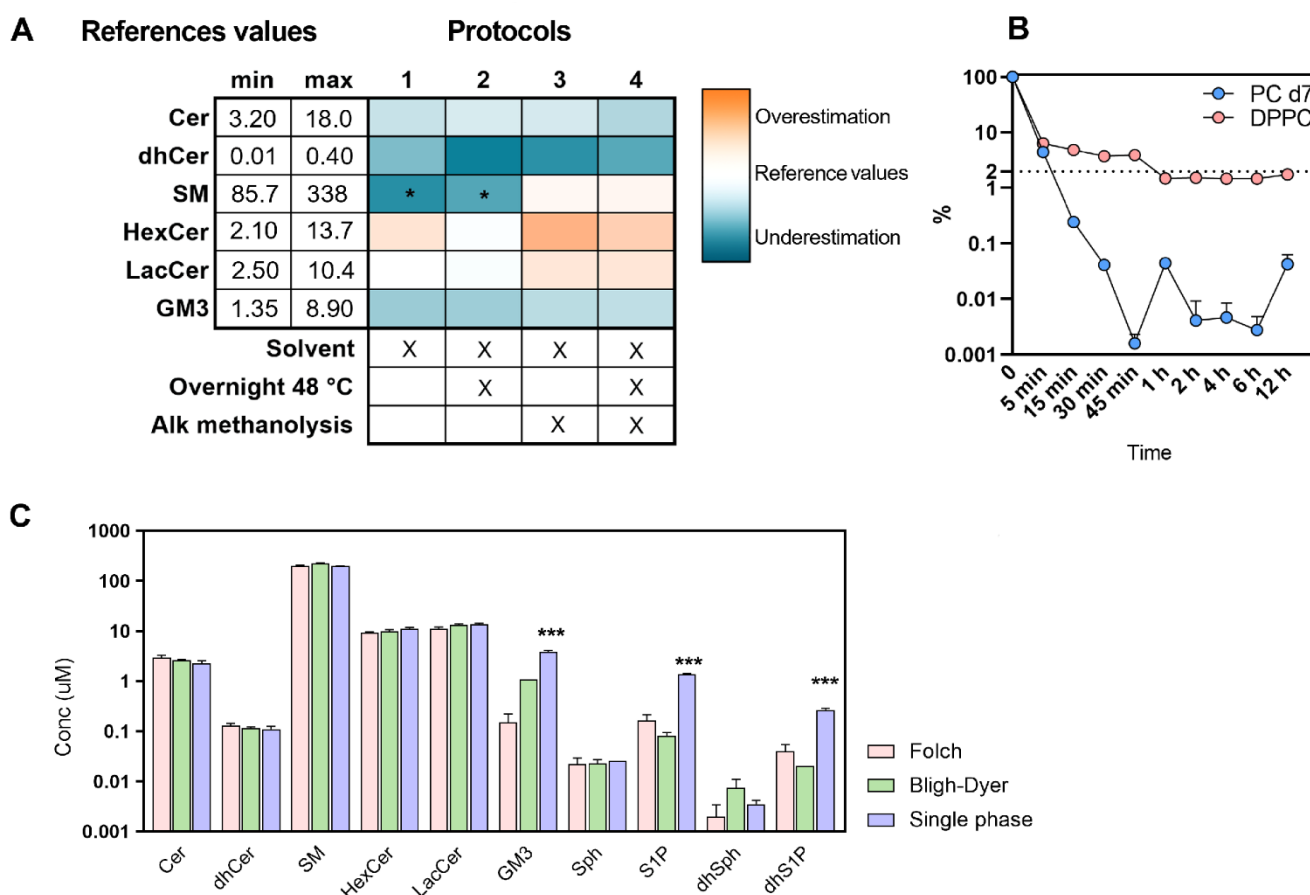 A
References values
Protocols
min max 1 2 3 4
Cer 3.20 18.0
dhCer 0.01 0.40
SM 85.7 338 * *
HexCer 2.10 13.7
LacCer 2.50 10.4
GM3 1.35 8.90
Solvent X X X X
Overnight 48 °C X X
Alk methanolysis X X
Overestimation
Reference values
Underestimation
B
PC d7
DPPC
%
100
10
2
1
0.1
0.01
0.001
0 5 min 15 min 30 min 45 min 1 h 2 h 4 h 6 h 12 h
Time
C
Conc (uM)
1000
100
10
1
0.1
0.01
0.001
*** *** ***
Cer dhCer SM HexCer LacCer GM3 Sph S1P dhSph dhS1P
Folch
Bligh-Dyer
Single phase